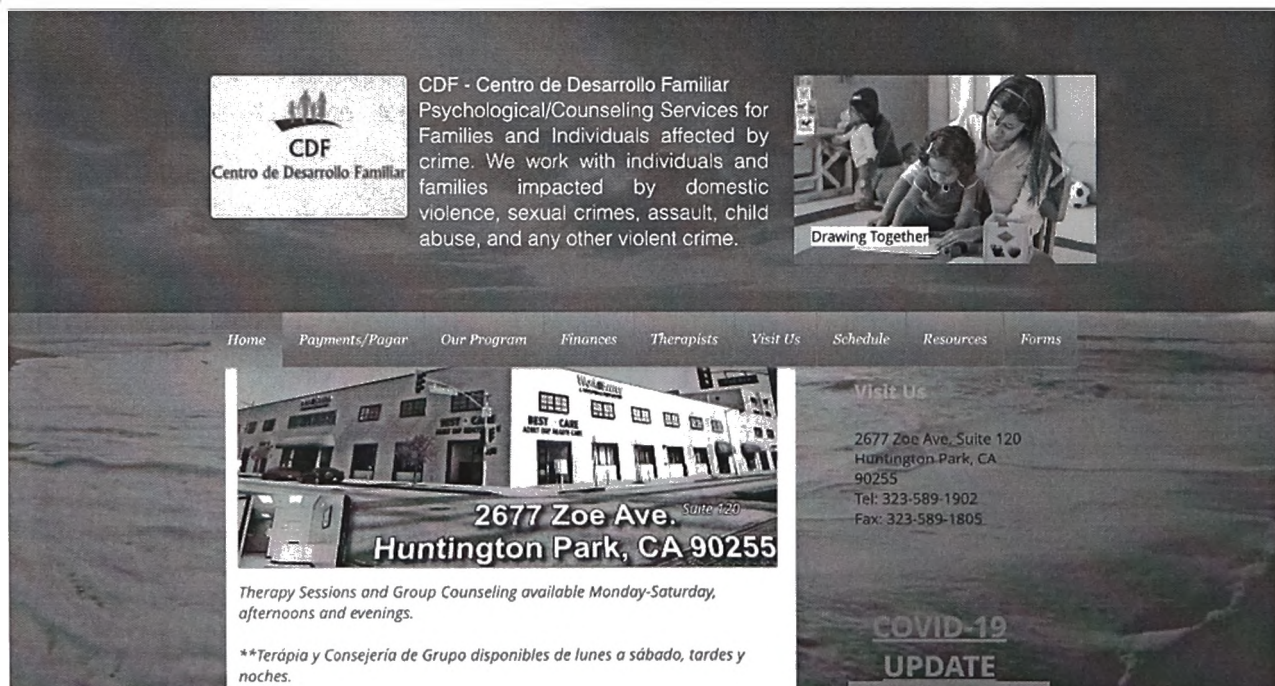 CDF
Centro de Desarrollo Familiar
CDF - Centro de Desarrollo Familiar
Psychological/Counseling Services for
Families and Individuals affected by
crime. We work with individuals and
families impacted by domestic
violence, sexual crimes, assault, child
abuse, and any other violent crime.
Drawing Together
Home Payments/Pagar Our Program Finances Therapists Visit Us Schedule Resources Forms
BEST CARE
BEST CARE
ADULT DAY HEALTH CARE
2677 Zoe Ave. Suite 120
Huntington Park, CA 90255
Therapy Sessions and Group Counseling available Monday-Saturday,
afternoons and evenings.
**Terápia y Consejería de Grupo disponibles de lunes a sábado, tardes y
noches.
Visit Us
2677 Zoe Ave, Suite 120
Huntington Park, CA
90255
Tel: 323-589-1902
Fax: 323-589-1805
COVID-19
UPDATE